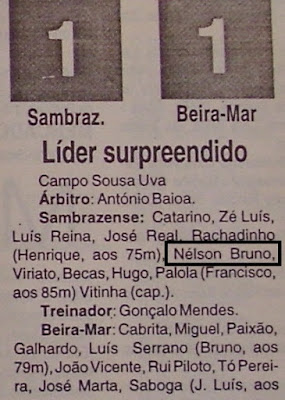 1 1
Sambraz. Beira-Mar
Líder surpreendido
Campo Sousa Uva
Árbitro: António Baioa.
Sambrazense: Catarino, Zé Luís,
Luís Reina, José Real, Rachadinho
(Henrique, aos 75m), Nélson Bruno,
Viriato, Becas, Hugo, Palola (Francisco,
aos 85m) Vitinha (cap.).
Treinador: Gonçalo Mendes.
Beira-Mar: Cabrita, Miguel, Paixão,
Galhardo, Luís Serrano (Bruno, aos
79m), João Vicente, Rui Piloto, Tó Perei-
ra, José Marta, Saboga (J. Luís, aos